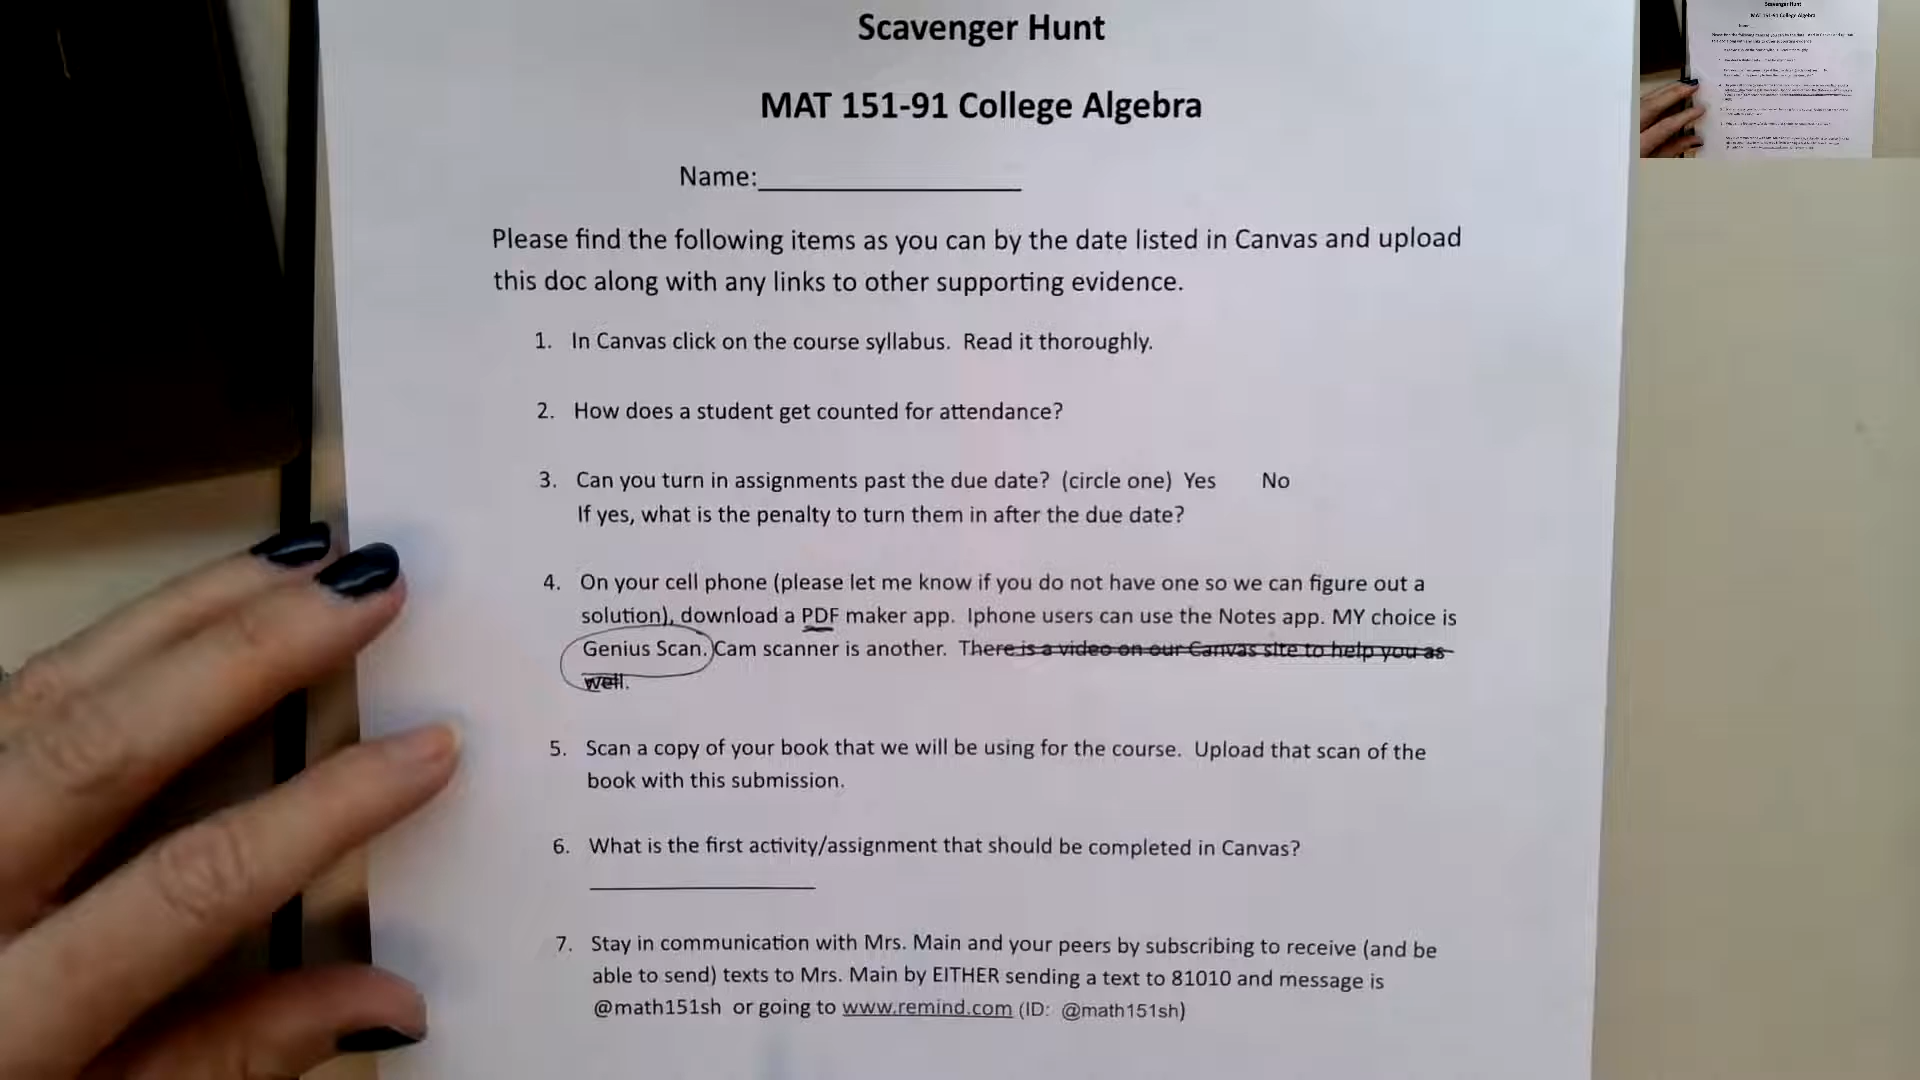 Scavenger Hunt
MAT 151-91 College Algebra
Name:______________________
Please find the following items as you can by the date listed in Canvas and upload
this doc along with any links to other supporting evidence.
1. In Canvas click on the course syllabus. Read it thoroughly.
2. How does a student get counted for attendance?
3. Can you turn in assignments past the due date? (circle one) Yes No
If yes, what is the penalty to turn them in after the due date?
4. On your cell phone (please let me know if you do not have one so we can figure out a
solution), download a PDF maker app. Iphone users can use the Notes app. MY choice is
Genius Scan. Cam scanner is another. There is a video on our Canvas site to help you as
well.
5. Scan a copy of your book that we will be using for the course. Upload that scan of the
book with this submission.
6. What is the first activity/assignment that should be completed in Canvas?
___________________
7. Stay in communication with Mrs. Main and your peers by subscribing to receive (and be
able to send) texts to Mrs. Main by EITHER sending a text to 81010 and message is
@math151sh or going to www.remind.com (ID: @math151sh)
Scavenger Hunt
MAT 151-91 College Algebra